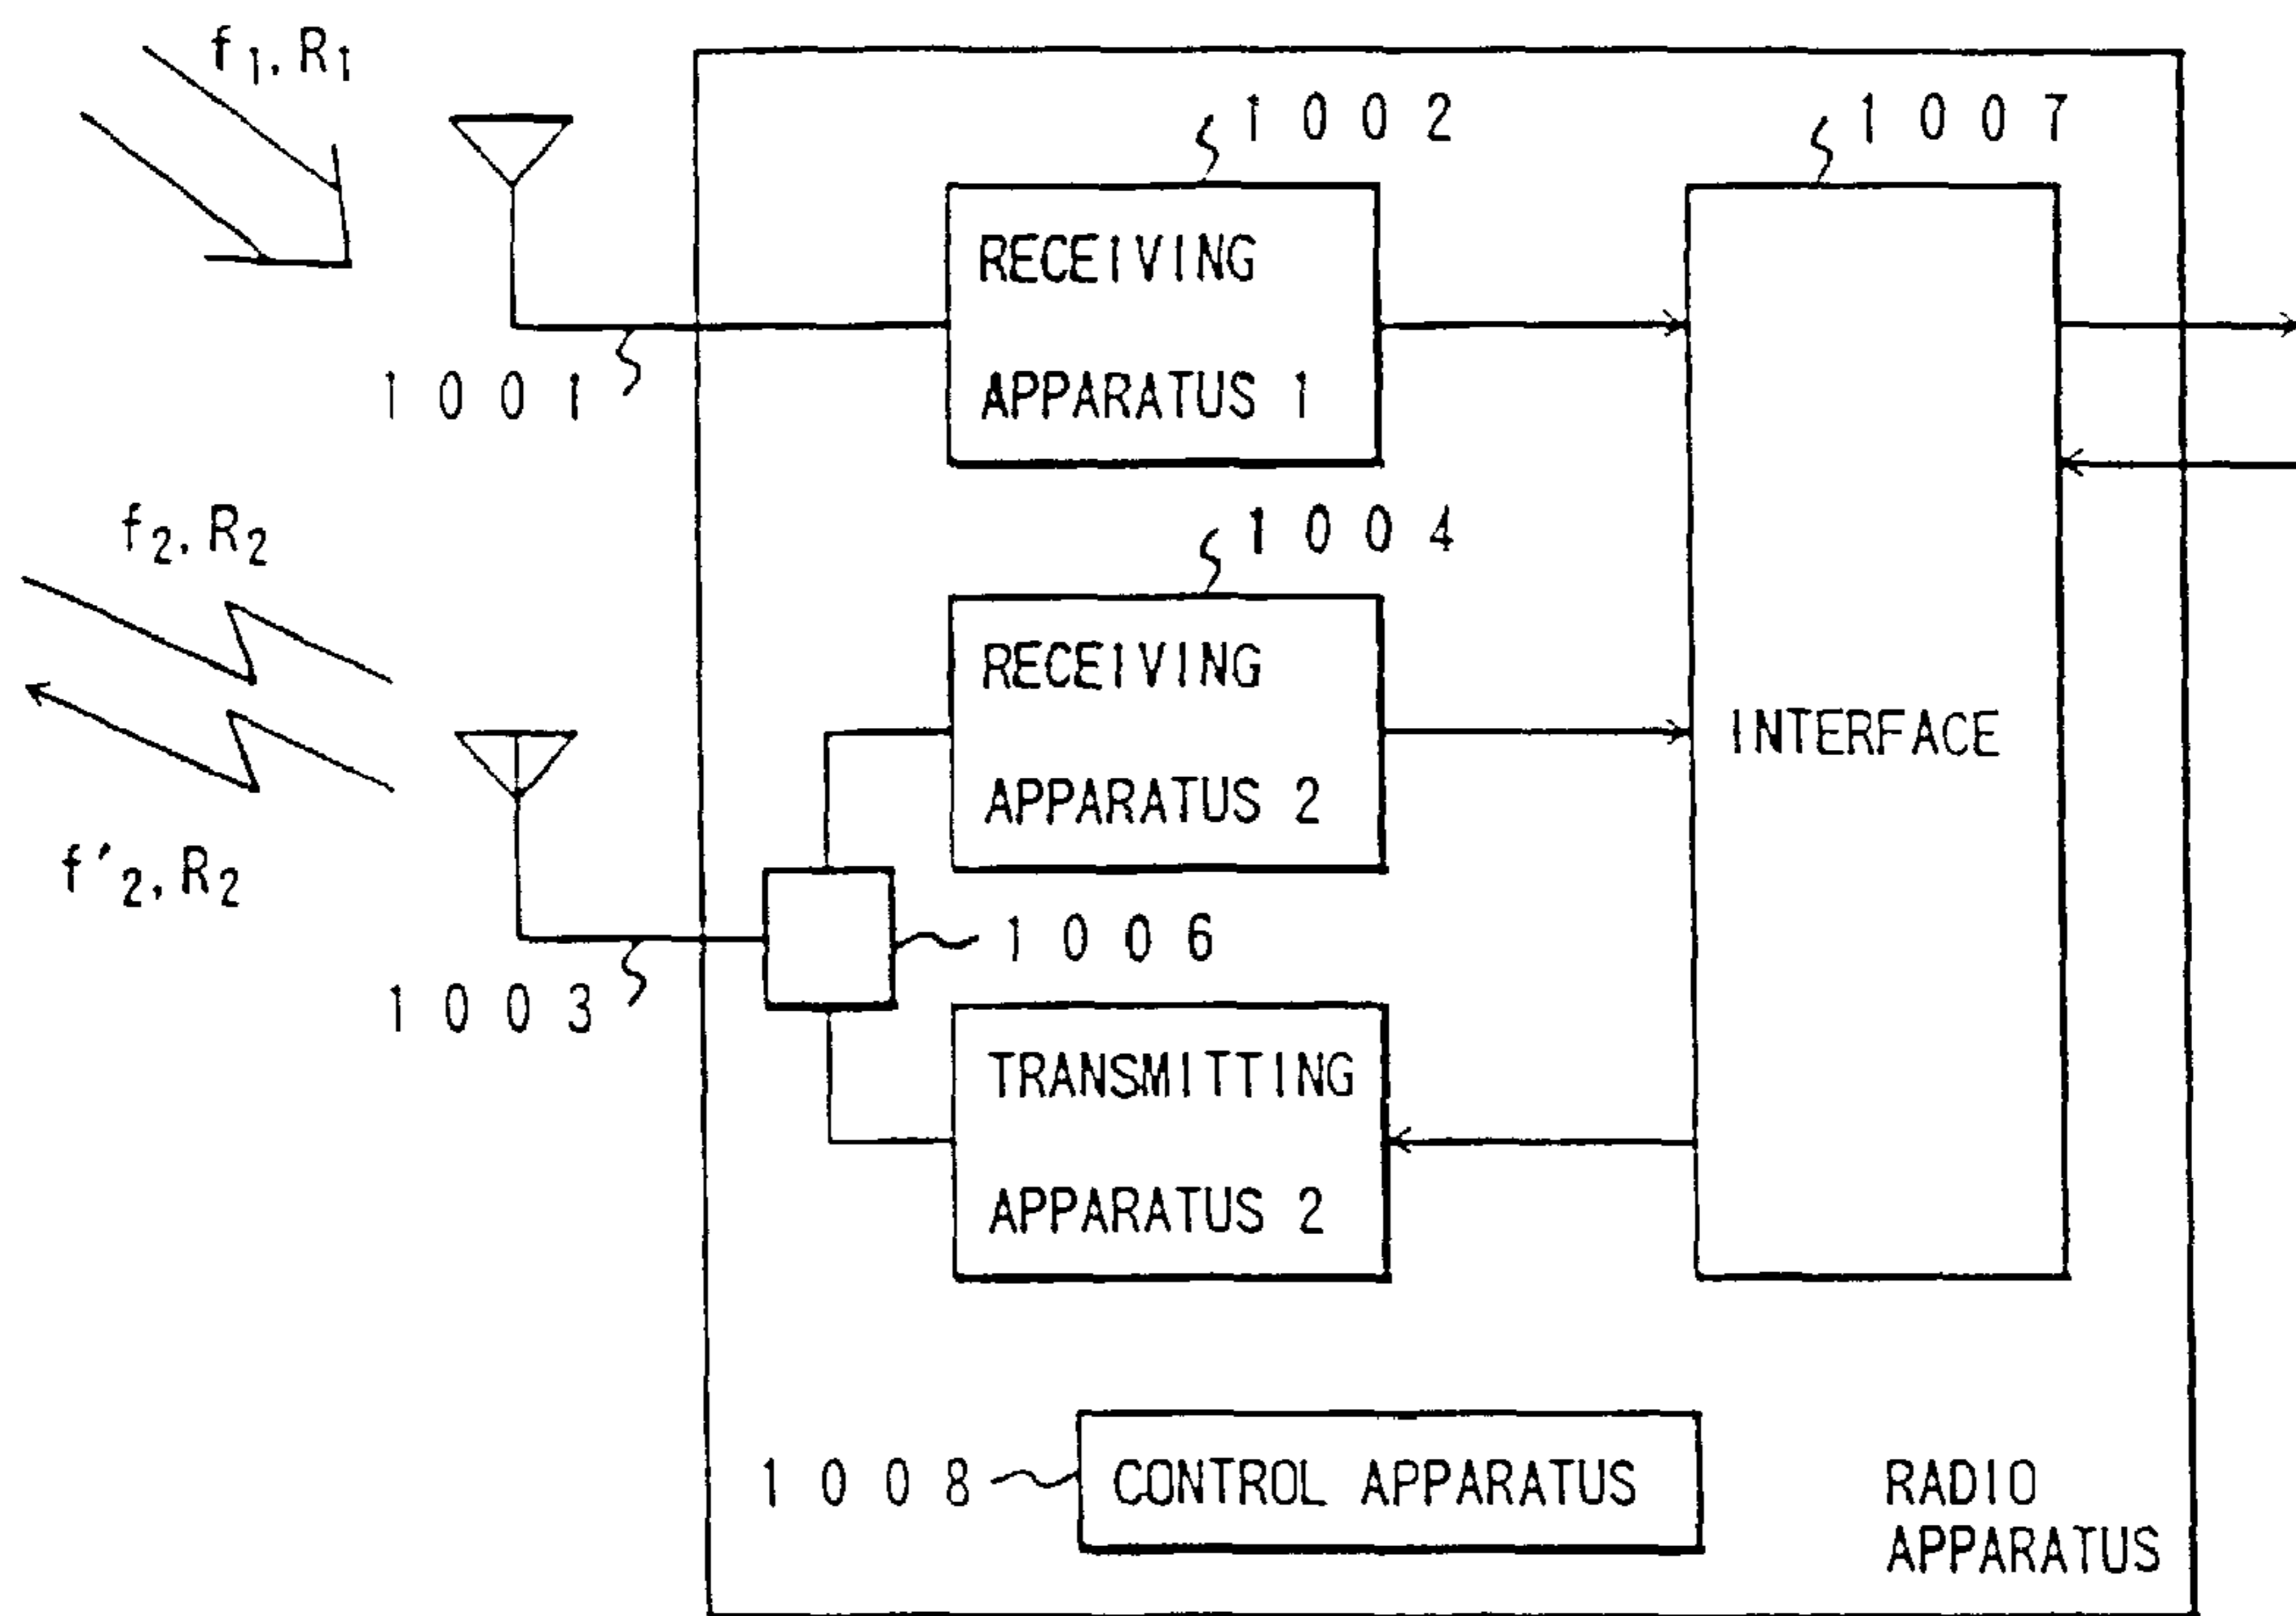 f1, R1
1002
1007
RECEIVING
APPARATUS 1
1001
f2, R2
1004
RECEIVING
APPARATUS 2
INTERFACE
f'2, R2
1006
1003
TRANSMITTING
APPARATUS 2
1008
CONTROL APPARATUS
RADIO
APPARATUS